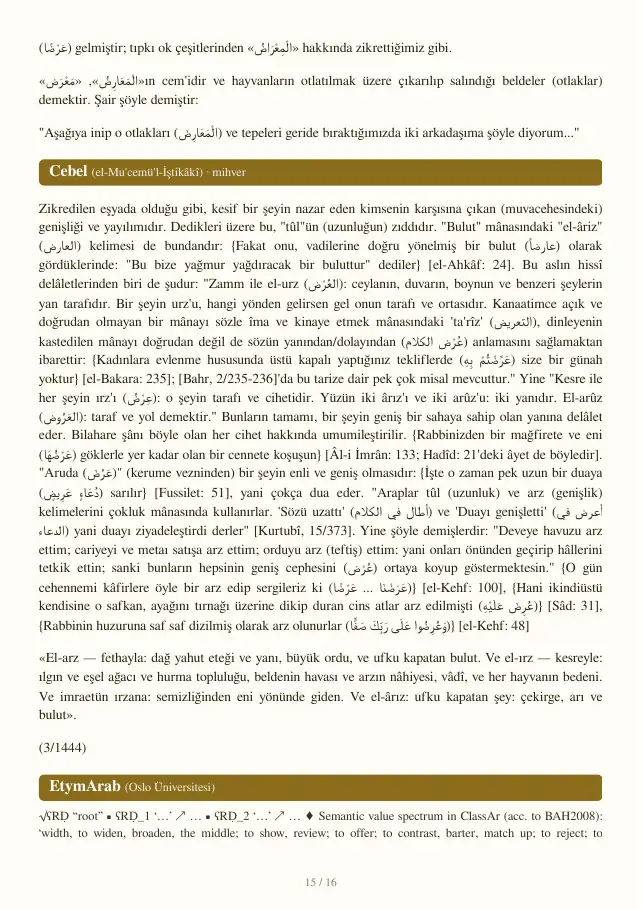 (عَرْضًا) gelmiştir; tıpkı ok çeşitlerinden «الْمِعْرَاضُ» hakkında zikrettiğimiz gibi.
«الْمَعَارِضُ», «مَعْرَض»ın cem'idir ve hayvanların otlatılmak üzere çıkarılıp salındığı beldeler (otlaklar)
demektir. Şair şöyle demiştir:
"Aşağıya inip o otlakları (الْمَعَارِضَ) ve tepeleri geride bıraktığımızda iki arkadaşıma şöyle diyorum..."
Cebel (el-Mu'cemü'l-İştikâkî) · mihver
Zikredilen eşyada olduğu gibi, kesif bir şeyin nazar eden kimsenin karşısına çıkan (muvacehesindeki)
genişliği ve yayılımıdır. Dedikleri üzere bu, "tûl"ün (uzunluğun) zıddıdır. "Bulut" mânasındaki "el-âriz"
(العارض) kelimesi de bundandır: {Fakat onu, vadilerine doğru yönelmiş bir bulut (عارضاً) olarak
gördüklerinde: "Bu bize yağmur yağdıracak bir buluttur" dediler} [el-Ahkâf: 24]. Bu aslın hissî
delâletlerinden biri de şudur: "Zamm ile el-urz (العُرْض): ceylanın, duvarın, boynun ve benzeri şeylerin
yan tarafıdır. Bir şeyin urz'u, hangi yönden gelirsen gel onun tarafı ve ortasıdır. Kanaatimce açık ve
doğrudan olmayan bir mânayı sözle îma ve kinaye etmek mânasındaki 'ta'rîz' (التعريض), dinleyenin
kastedilen mânayı doğrudan değil de sözün yanından/dolayından (عُرْض الكلام) anlamasını sağlamaktan
ibarettir: {Kadınlara evlenme hususunda üstü kapalı yaptığınız tekliflerde (عَرَّضْتُمْ بِهِ) size bir günah
yoktur} [el-Bakara: 235]; [Bahr, 2/235-236]'da bu tarize dair pek çok misal mevcuttur." Yine "Kesre ile
her şeyin ırz'ı (عِرْضُ): o şeyin tarafı ve cihetidir. Yüzün iki ârız'ı ve iki arûz'u: iki yanıdır. El-arûz
(العَرُوض): taraf ve yol demektir." Bunların tamamı, bir şeyin geniş bir sahaya sahip olan yanına delâlet
eder. Bilahare şânı böyle olan her cihet hakkında umumileştirilir. {Rabbinizden bir mağfirete ve eni
(عَرْضُهَا) göklerle yer kadar olan bir cennete koşuşun} [Âl-i İmrân: 133; Hadîd: 21'deki âyet de böyledir].
"Aruda (عَرُضَ)" (kerume vezninden) bir şeyin enli ve geniş olmasıdır: {İşte o zaman pek uzun bir duaya
(دُعَاءٍ عَرِيضٍ) sarılır} [Fussilet: 51], yani çokça dua eder. "Araplar tûl (uzunluk) ve arz (genişlik)
kelimelerini çokluk mânasında kullanırlar. 'Sözü uzattı' (أطال في الكلام) ve 'Duayı genişletti' (أعرض في
الدعاء) yani duayı ziyadeleştirdi derler" [Kurtubî, 15/373]. Yine şöyle demişlerdir: "Deveye havuzu arz
ettim; cariyeyi ve metaı satışa arz ettim; orduyu arz (teftiş) ettim: yani onları önünden geçirip hâllerini
tetkik ettin; sanki bunların hepsinin geniş cephesini (عُرْض) ortaya koyup göstermektesin." {O gün
cehennemi kâfirlere öyle bir arz edip sergileriz ki (عَرَضْنَا ... عَرْضًا)} [el-Kehf: 100], {Hani ikindiüstü
kendisine o safkan, ayağını tırnağı üzerine dikip duran cins atlar arz edilmişti (عُرِضَ عَلَيْهِ)} [Sâd: 31],
{Rabbinin huzuruna saf saf dizilmiş olarak arz olunurlar (وَعُرِضُوا عَلَى رَبِّكَ صَفًّا)} [el-Kehf: 48]
«El-arz — fethayla: dağ yahut eteği ve yanı, büyük ordu, ve ufku kapatan bulut. Ve el-ırz — kesreyle:
ılgın ve eşel ağacı ve hurma topluluğu, beldenin havası ve arzın nâhiyesi, vâdî, ve her hayvanın bedeni.
Ve imraetün ırzana: semizliğinden eni yönünde giden. Ve el-ârız: ufku kapatan şey: çekirge, arı ve
bulut».
(3/1444)
EtymArab (Oslo Üniversitesi)
√ʕRḌ “root” ▪ ʕRḌ_1 ‘…’ ↗ … ▪ ʕRḌ_2 ‘…’ ↗ … ♦ Semantic value spectrum in ClassAr (acc. to BAH2008):
‘width, to widen, broaden, the middle; to show, review; to offer; to contrast, barter, match up; to reject; to
15 / 16